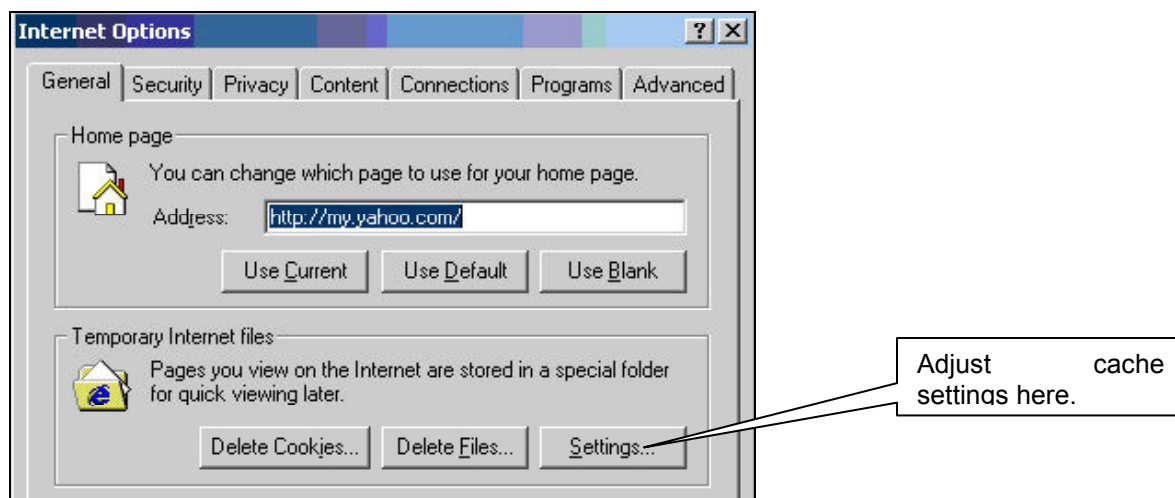 Internet Options
General Security Privacy Content Connections Programs Advanced
Home page
You can change which page to use for your home page.
Address: http://my.yahoo.com/
Use Current Use Default Use Blank
Temporary Internet files
Pages you view on the Internet are stored in a special folder
for quick viewing later.
Delete Cookies... Delete Files... Settings...
Adjust cache
settings here.